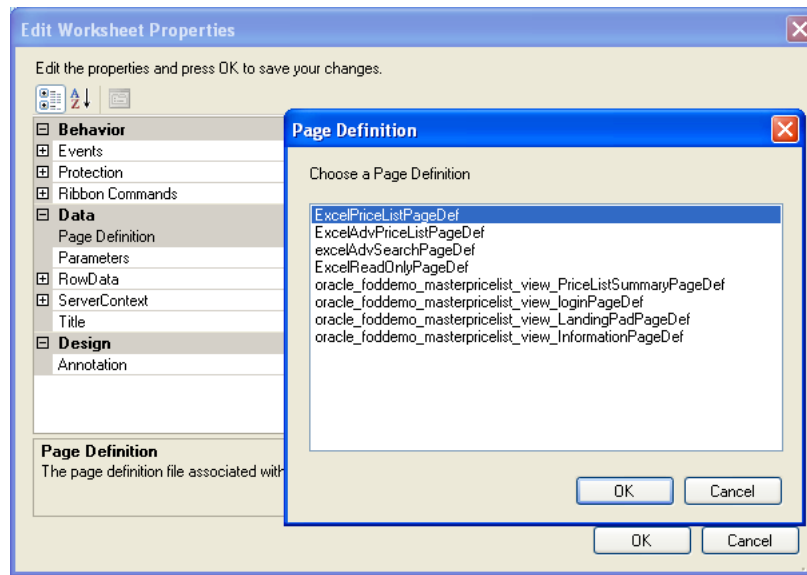 Edit Worksheet Properties
Edit the properties and press OK to save your changes.
Behavior
Events
Protection
Ribbon Commands
Data
Page Definition
Parameters
RowData
ServerContext
Title
Design
Annotation
Page Definition
The page definition file associated with
OK
Cancel
Page Definition
Choose a Page Definition
ExcelPriceListPageDef
ExcelAdvPriceListPageDef
excelAdvSearchPageDef
ExcelReadOnlyPageDef
oracle_foddemo_masterpricelist_view_PriceListSummaryPageDef
oracle_foddemo_masterpricelist_view_loginPageDef
oracle_foddemo_masterpricelist_view_LandingPadPageDef
oracle_foddemo_masterpricelist_view_InformationPageDef
OK
Cancel